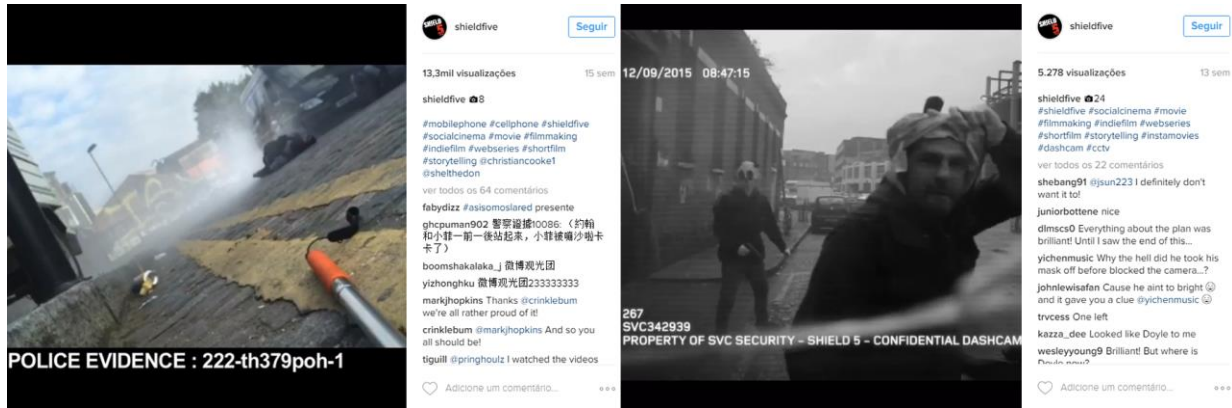 shieldfive
Seguir
13,3mil visualizações
15 sem
shieldfive 8
#mobilephone #cellphone #shieldfive
#socialcinema #movie #filmmaking
#indiefilm #webseries #shortfilm
#storytelling @christiancooke1
@shelthedon
ver todos os 64 comentários
fabydizz #asisomoslared presente
ghcpuman902 警察證據10086:（約翰
和小菲一前一後站起來，小菲被嘛沙啦卡
卡了）
boomshakalaka_j 微博观光团
yizhonghku 微博观光团233333333
markjhopkins Thanks @crinklebum
we're all rather proud of it!
crinklebum @markjhopkins And so you
all should be!
tiguill @pringhoulz I watched the videos
Adicione um comentário...
POLICE EVIDENCE : 222-th379poh-1
12/09/2015 08:47:15
267
SVC342939
PROPERTY OF SVC SECURITY – SHIELD 5 – CONFIDENTIAL DASHCAM
shieldfive
Seguir
5.278 visualizações
13 sem
shieldfive 24
#shieldfive #socialcinema #movie
#filmmaking #indiefilm #webseries
#shortfilm #storytelling #instamovies
#dashcam #cctv
ver todos os 22 comentários
shebang91 @jsun223 I definitely don't
want it to!
juniorbottene nice
dlmscs0 Everything about the plan was
brilliant! Until I saw the end of this...
yichenmusic Why the hell did he took his
mask off before blocked the camera...?
johnlewisafan Cause he aint to bright
and it gave you a clue @yichenmusic
trvcess One left
kazza_dee Looked like Doyle to me
wesleyyoung9 Brilliant! But where is
Doyle now?
Adicione um comentário...